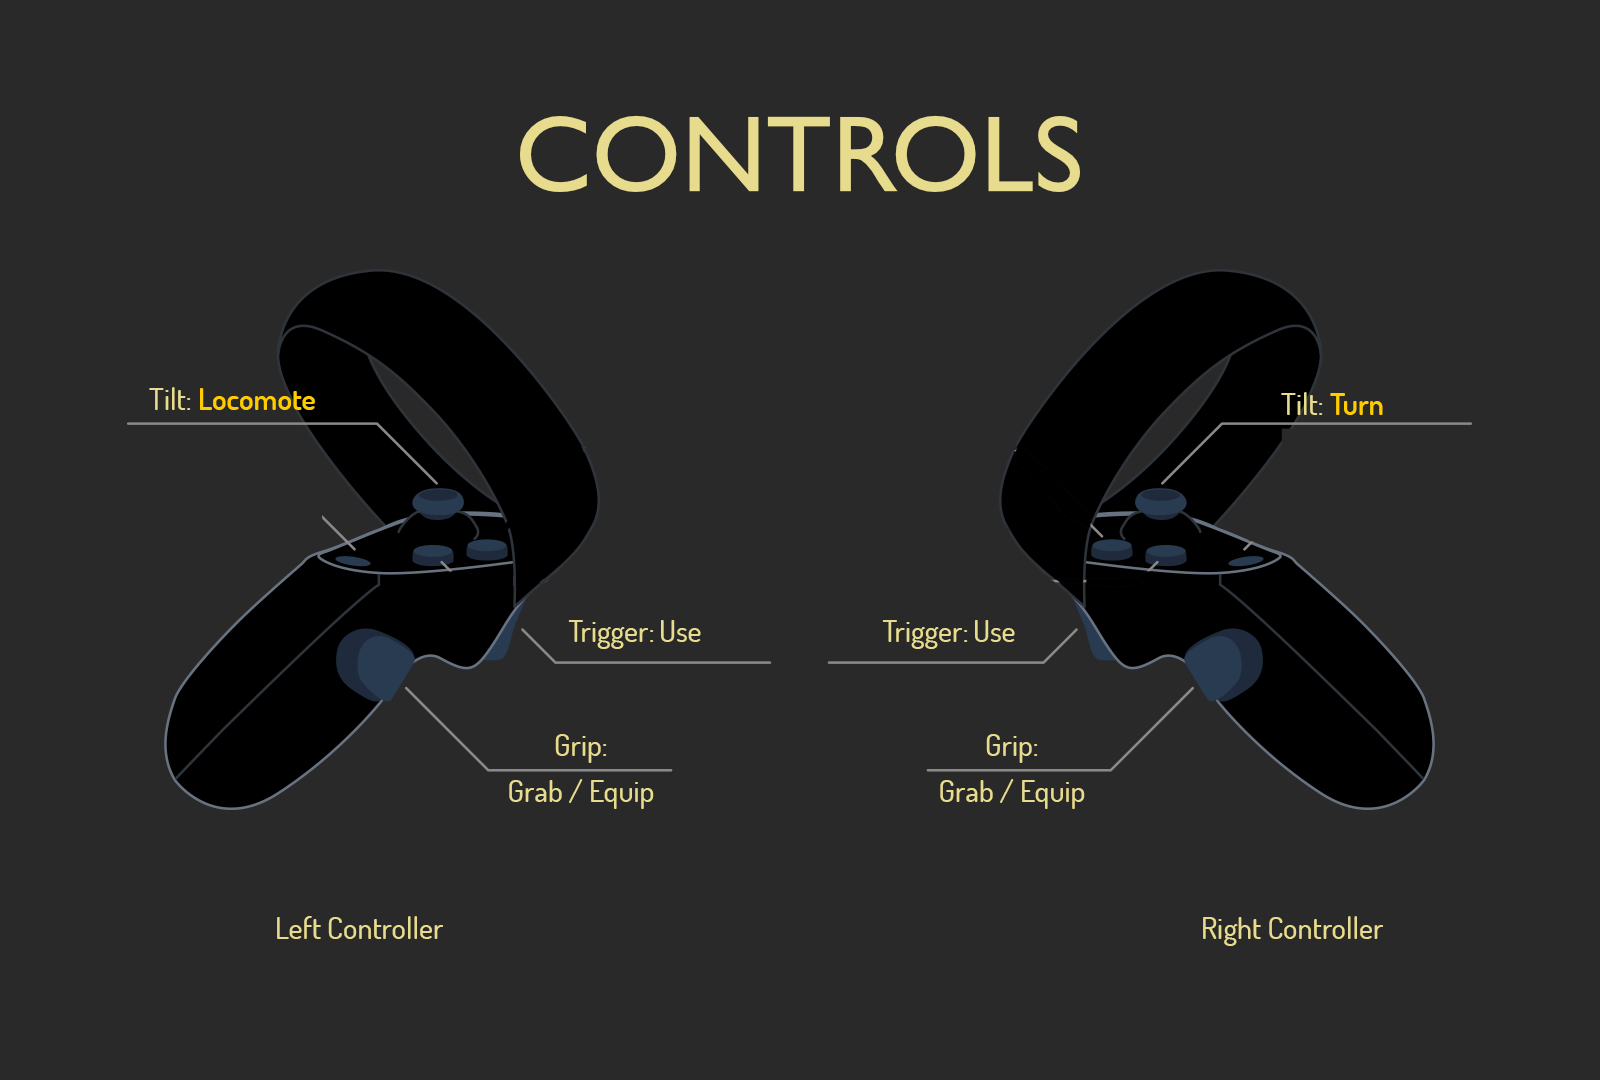 CONTROLS
Tilt: Locomote
Tilt: Turn
Trigger: Use
Trigger: Use
Grip:
Grab / Equip
Grip:
Grab / Equip
Left Controller
Right Controller